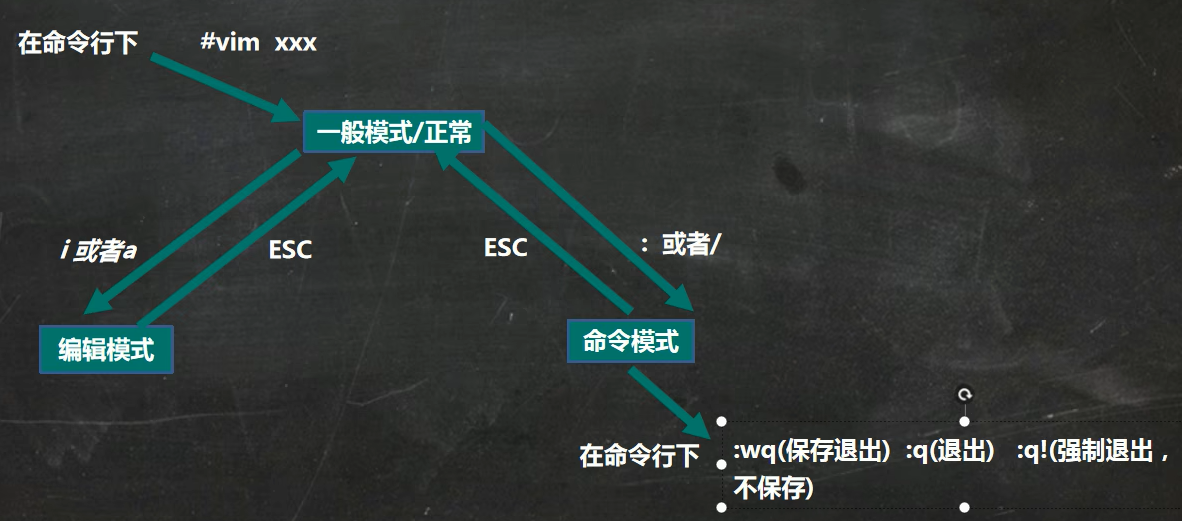 在命令行下 #vim xxx
一般模式/正常
i 或者a
ESC
ESC
: 或者/
编辑模式
命令模式
在命令行下
:wq(保存退出) :q(退出) :q!(强制退出，
不保存)